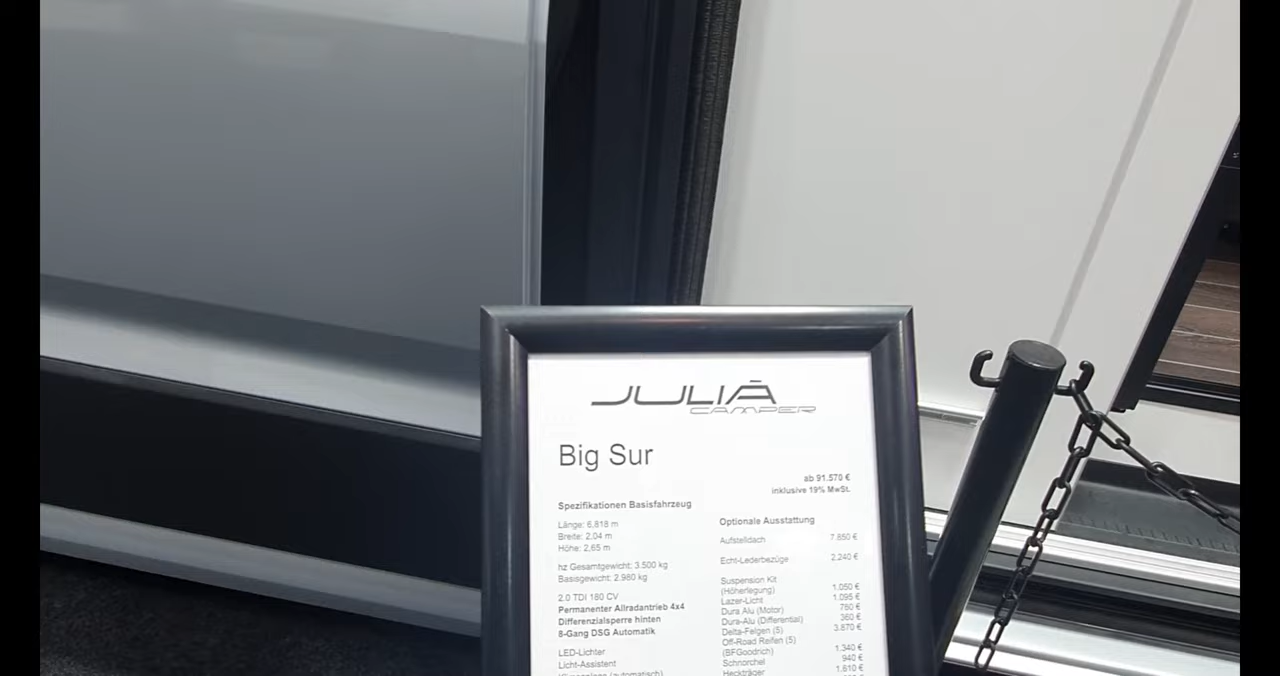 JULIÀ
CAMPER
Big Sur
ab 91.570 €
inklusive 19% MwSt.
Spezifikationen Basisfahrzeug
Länge: 6,818 m
Breite: 2,04 m
Höhe: 2,65 m
hz Gesamtgewicht: 3.500 kg
Basisgewicht: 2.980 kg
2.0 TDI 180 CV
Permanenter Allradantrieb 4x4
Differenzialsperre hinten
8-Gang DSG Automatik
LED-Lichter
Licht-Assistent
Optionale Ausstattung
Aufstelldach 7.650 €
Echt-Lederbezüge 2.240 €
Suspension Kit
(Höherlegung) 1.050 €
Lazer-Licht 1.095 €
Dura Alu (Motor) 760 €
Dura-Alu (Differential) 360 €
Delta-Felgen (5) 3.870 €
Off-Road Reifen (5)
(BFGoodrich) 1.340 €
Schnorchel 940 €
Heckträger 1.610 €